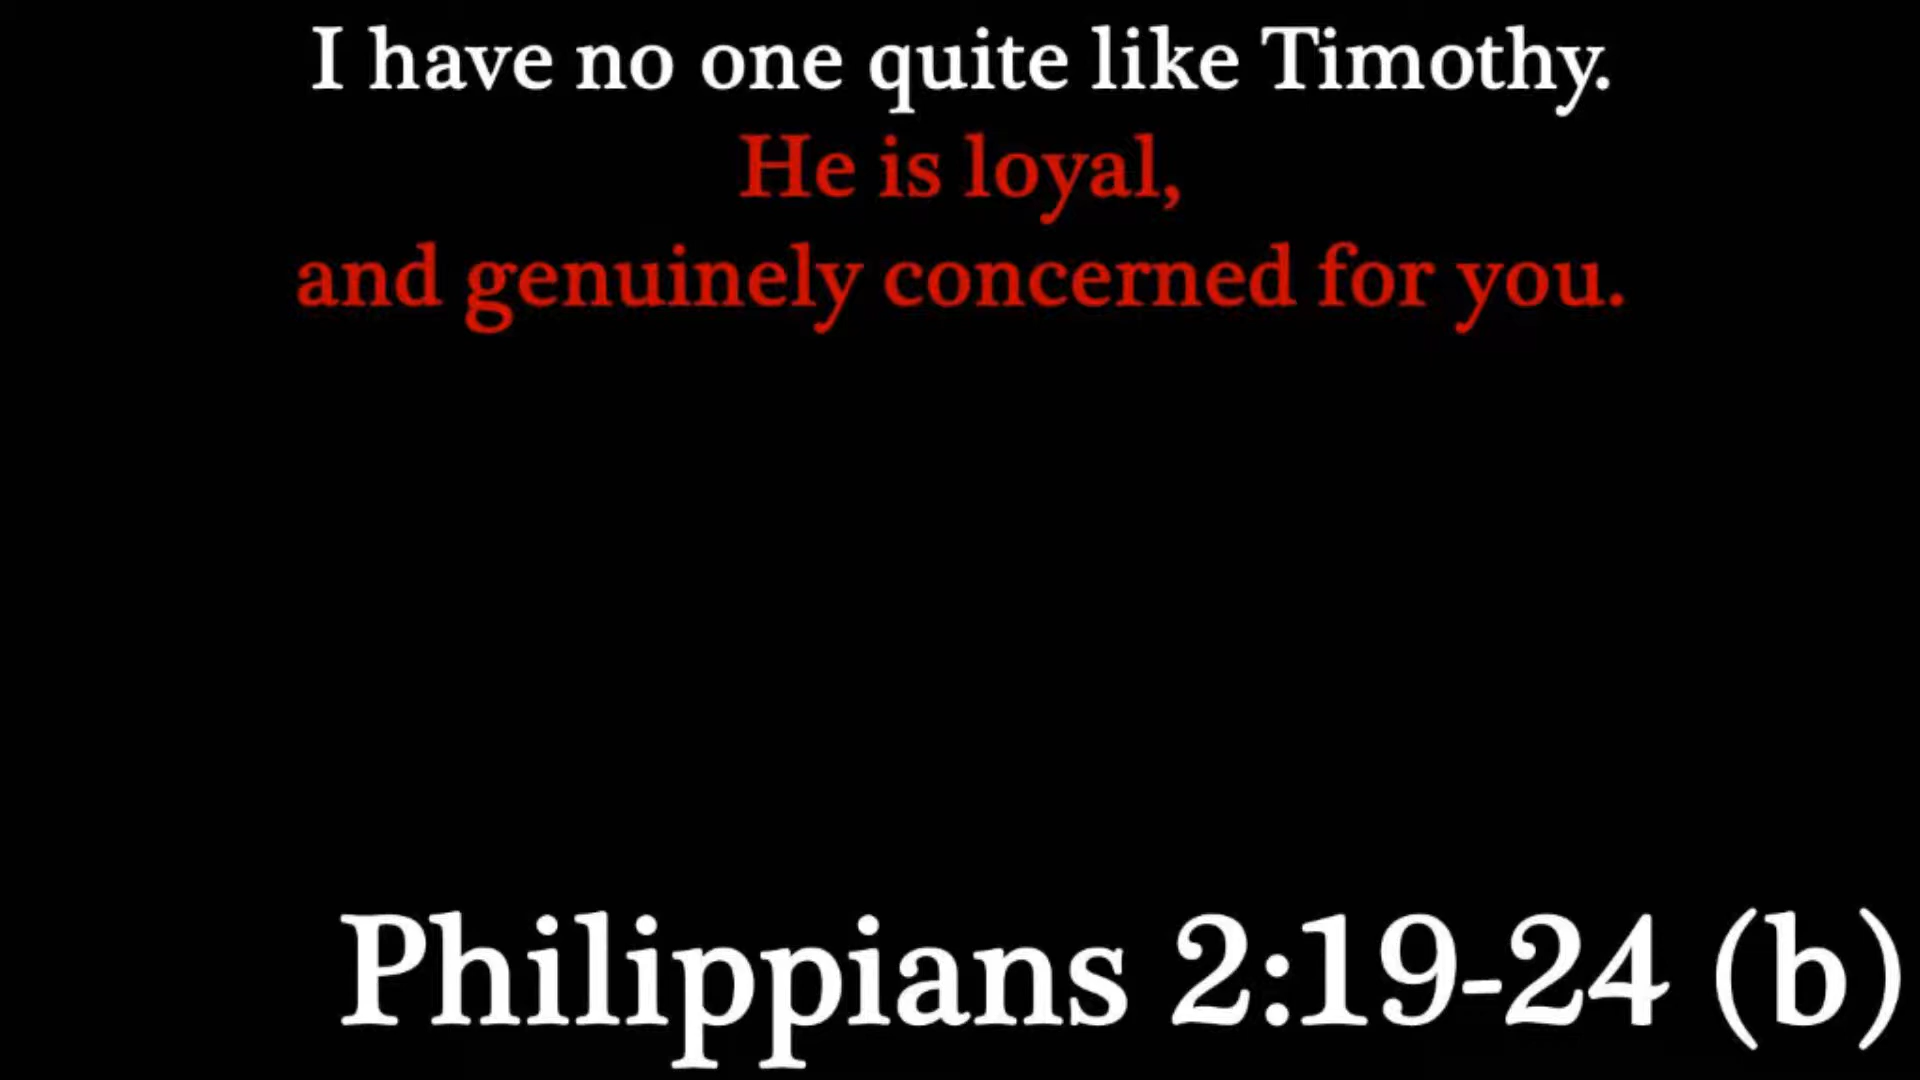 I have no one quite like Timothy.
He is loyal,
and genuinely concerned for you.
Philippians 2:19-24 (b)